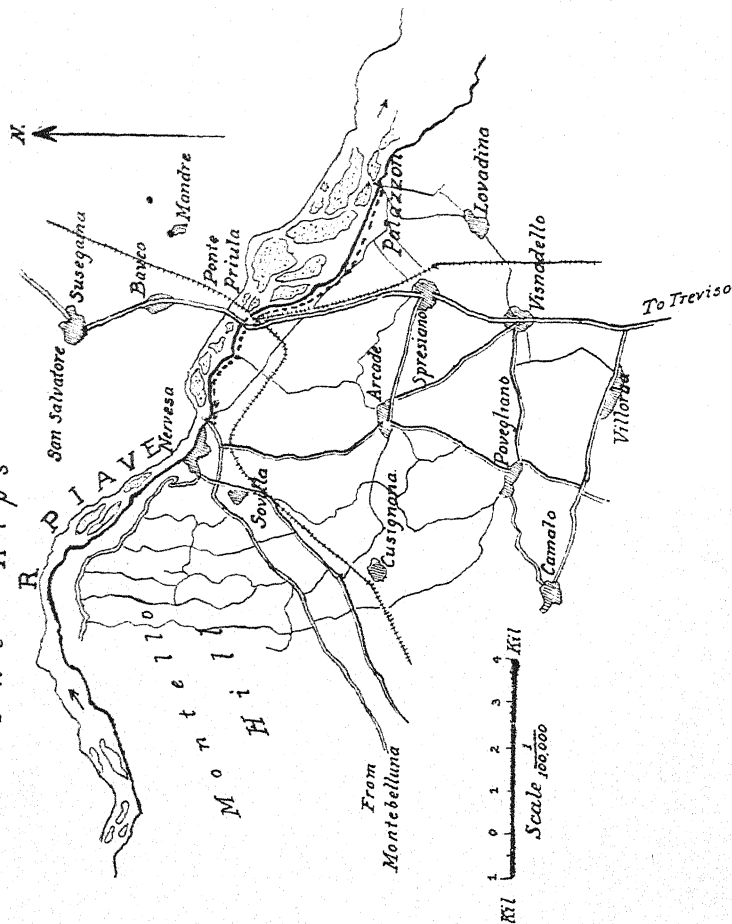 N.
Susegana
San Salvatore
Barco
Mandre
Ponte
Priula
R. PIAVE
Nervesa
Palazzon
Lovadina
Sovilla
Arcade
Spresiano
Visnadello
To Treviso
Montello
Hill
Cusignana
Povegliano
Villorba
Camalo
From
Montebelluna
Kil 1 0 1 2 3 4 Kil
Scale 1/100,000